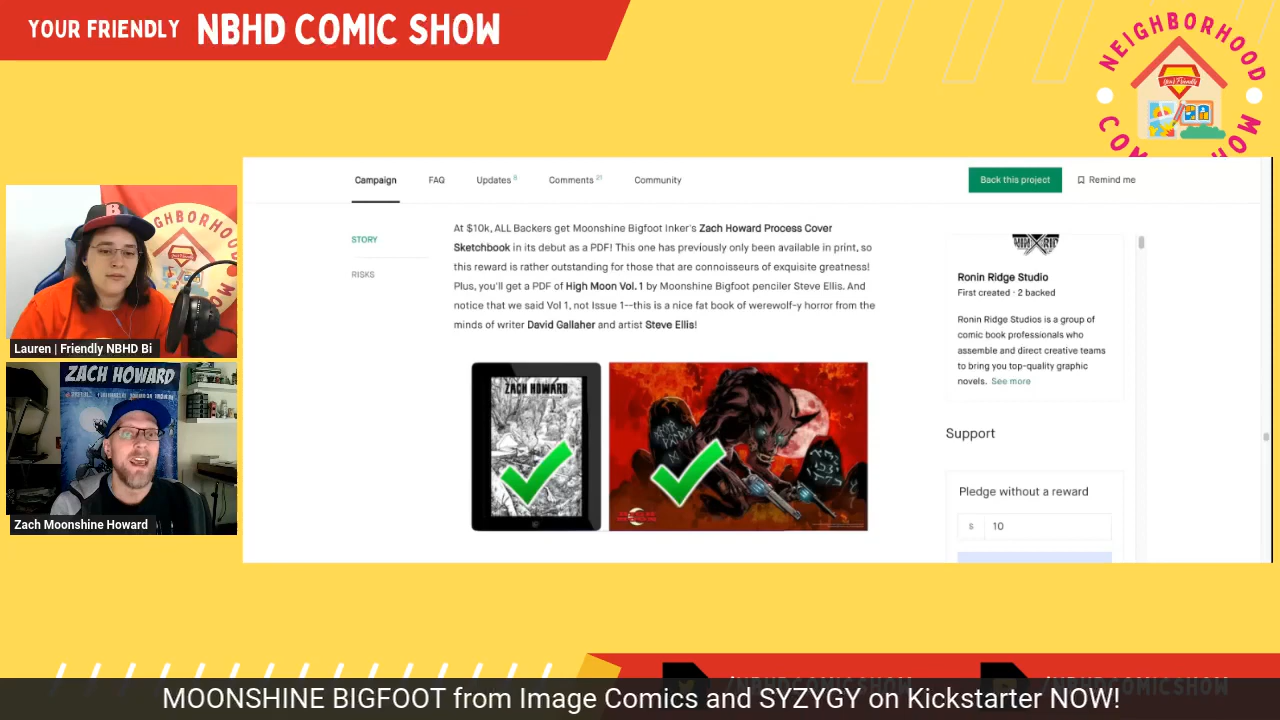 YOUR FRIENDLY NBHD COMIC SHOW
NEIGHBORHOOD
Your Friendly
Campaign FAQ Updates 8 Comments 21 Community Back this project Remind me
STORY
RISKS
At $10k, ALL Backers get Moonshine Bigfoot Inker's Zach Howard Process Cover
Sketchbook in its debut as a PDF! This one has previously only been available in print, so
this reward is rather outstanding for those that are connoisseurs of exquisite greatness!
Plus, you'll get a PDF of High Moon Vol. 1 by Moonshine Bigfoot penciler Steve Ellis. And
notice that we said Vol 1, not Issue 1--this is a nice fat book of werewolf-y horror from the
minds of writer David Gallaher and artist Steve Ellis!
ZACH HOWARD
Ronin Ridge Studio
First created · 2 backed
Ronin Ridge Studios is a group of
comic book professionals who
assemble and direct creative teams
to bring you top-quality graphic
novels. See more
Support
Pledge without a reward
$ 10
Lauren | Friendly NBHD Bi
ZACH HOWARD
Zach Moonshine Howard
/NBHDCOMICSHOW
/NBHDCOMICSHOW
MOONSHINE BIGFOOT from Image Comics and SYZYGY on Kickstarter NOW!